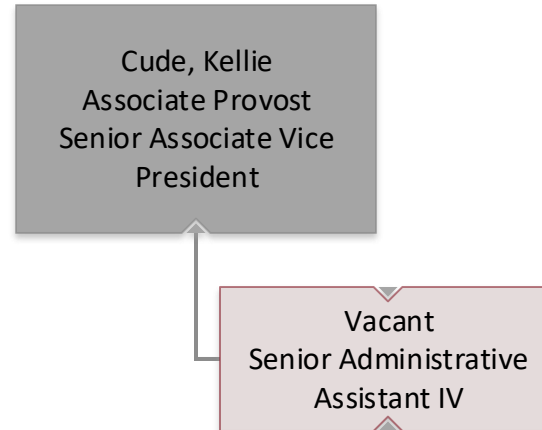 Cude, Kellie
Associate Provost
Senior Associate Vice
President
Vacant
Senior Administrative
Assistant IV